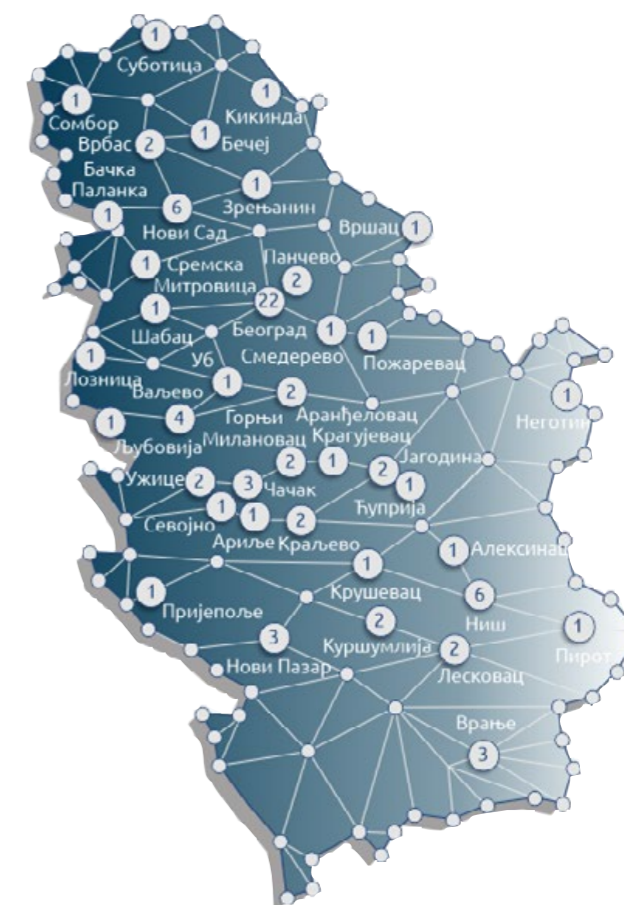 1
Суботица
1
Сомбор
1
Кикинда
Врбас
2
1
Бечеј
Бачка
Паланка
1
6
Нови Сад
1
Зрењанин
Вршац
1
1
Сремска
Митровица
Панчево
2
22
Београд
1
Шабац
1
Смедерево
1
Пожаревац
1
Лозница
Уб
1
Ваљево
4
1
Љубовија
Горњи
Милановац
2
Аранђеловац
Крагујевац
Неготин
1
Ужице
2
3
Чачак
2
1
2
Јагодина
1
Ћуприја
Севојно
1
1
Ариље
2
Краљево
1
Алексинац
1
Крушевац
6
Ниш
1
Пријепоље
2
Куршумлија
1
Пирот
3
Нови Пазар
2
Лесковац
Врање
3